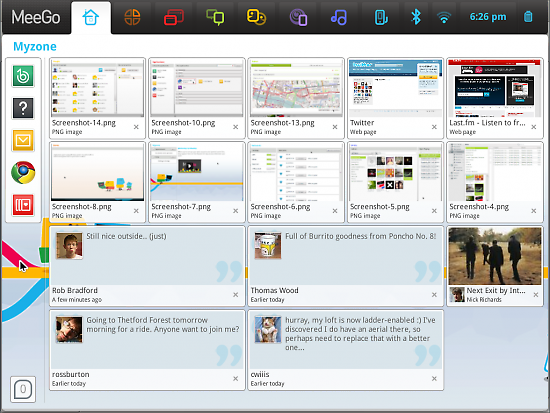 MeeGo
6:26 pm
Myzone
Screenshot-14.png
PNG image
Screenshot-10.png
PNG image
Screenshot-13.png
PNG image
Twitter
Web page
Last.fm - Listen to fr...
Web page
Screenshot-8.png
PNG image
Screenshot-7.png
PNG image
Screenshot-6.png
PNG image
Screenshot-5.png
PNG image
Screenshot-4.png
PNG image
Still nice outside.. (just)
Rob Bradford
A few minutes ago
Full of Burrito goodness from Poncho No. 8!
Thomas Wood
Earlier today
Next Exit by Int...
Nick Richards
Going to Thetford Forest tomorrow
morning for a ride. Anyone want to join me?
rossburton
Earlier today
hurray, my loft is now ladder-enabled :) I've
discovered I do have an aerial there, so
perhaps need to replace that with a better
one...
cwiiis
Earlier today
0